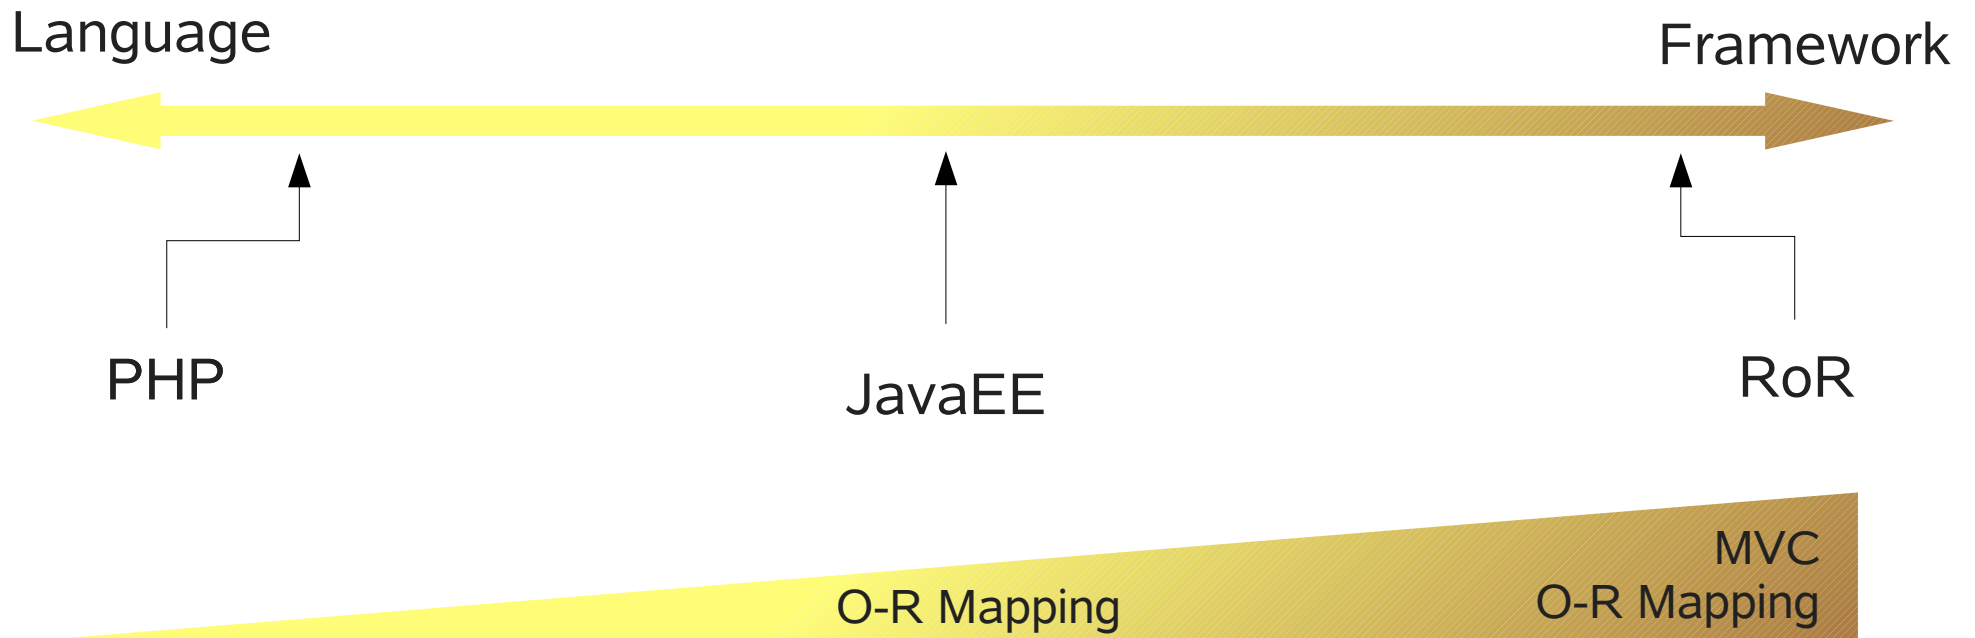 Language
Framework
PHP
JavaEE
RoR
MVC
O-R Mapping
O-R Mapping